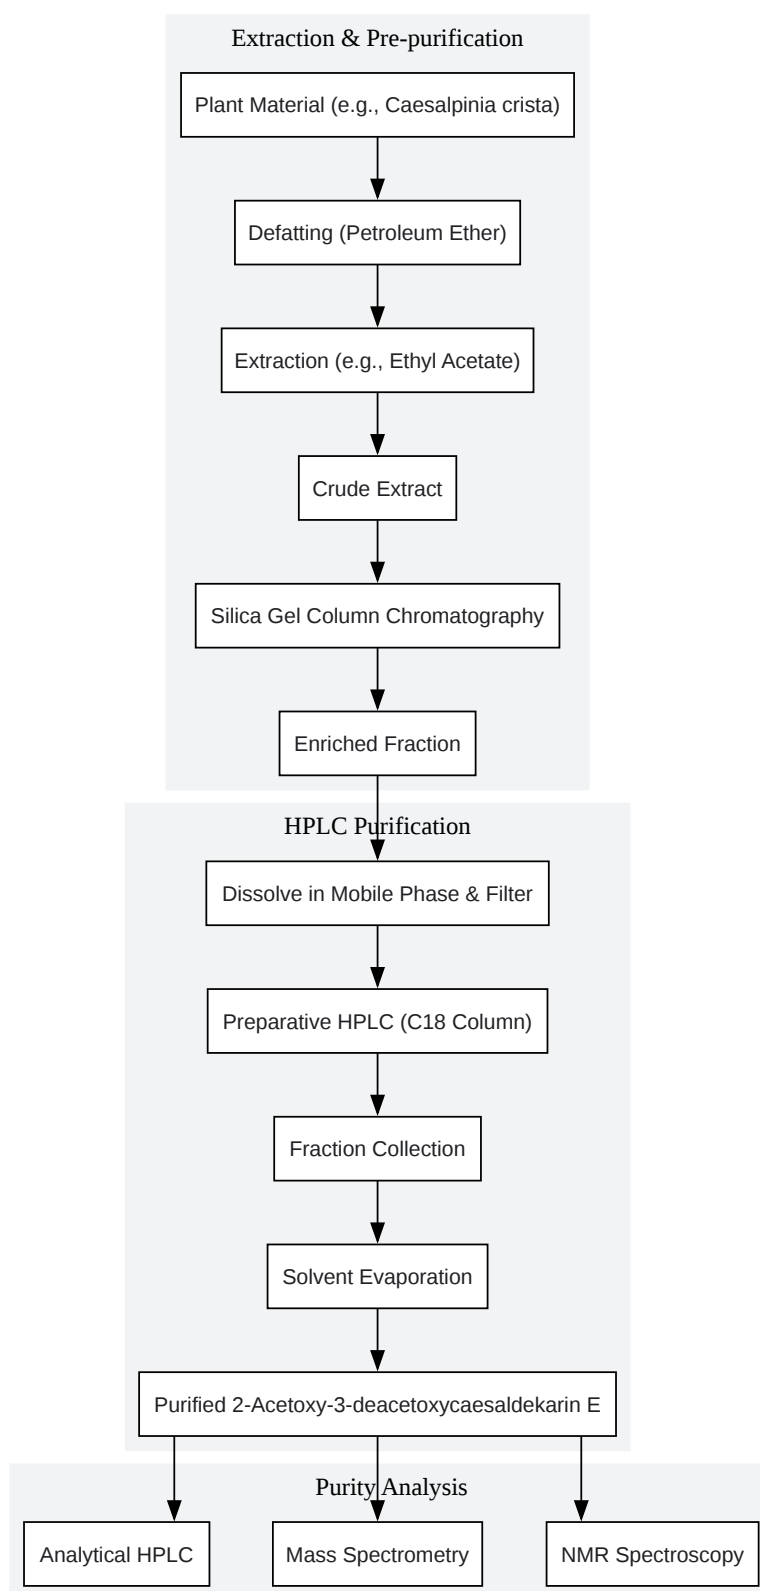 Extraction & Pre-purification
Plant Material (e.g., Caesalpinia crista)
Defatting (Petroleum Ether)
Extraction (e.g., Ethyl Acetate)
Crude Extract
Silica Gel Column Chromatography
Enriched Fraction
HPLC Purification
Dissolve in Mobile Phase & Filter
Preparative HPLC (C18 Column)
Fraction Collection
Solvent Evaporation
Purified 2-Acetoxy-3-deacetoxycaesaldekarin E
Purity Analysis
Analytical HPLC
Mass Spectrometry
NMR Spectroscopy